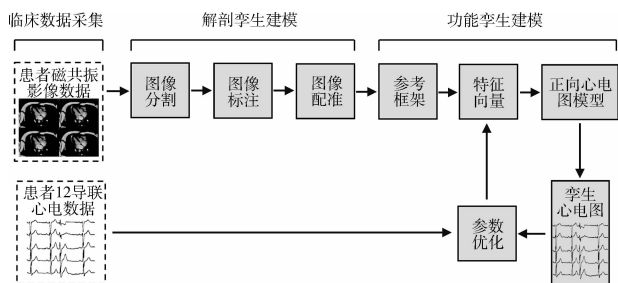 临床数据采集
解剖孪生建模
功能孪生建模
患者磁共振
影像数据
图像
分割
图像
标注
图像
配准
参考
框架
特征
向量
正向心电
图模型
患者12导联
心电数据
参数
优化
孪生
心电图